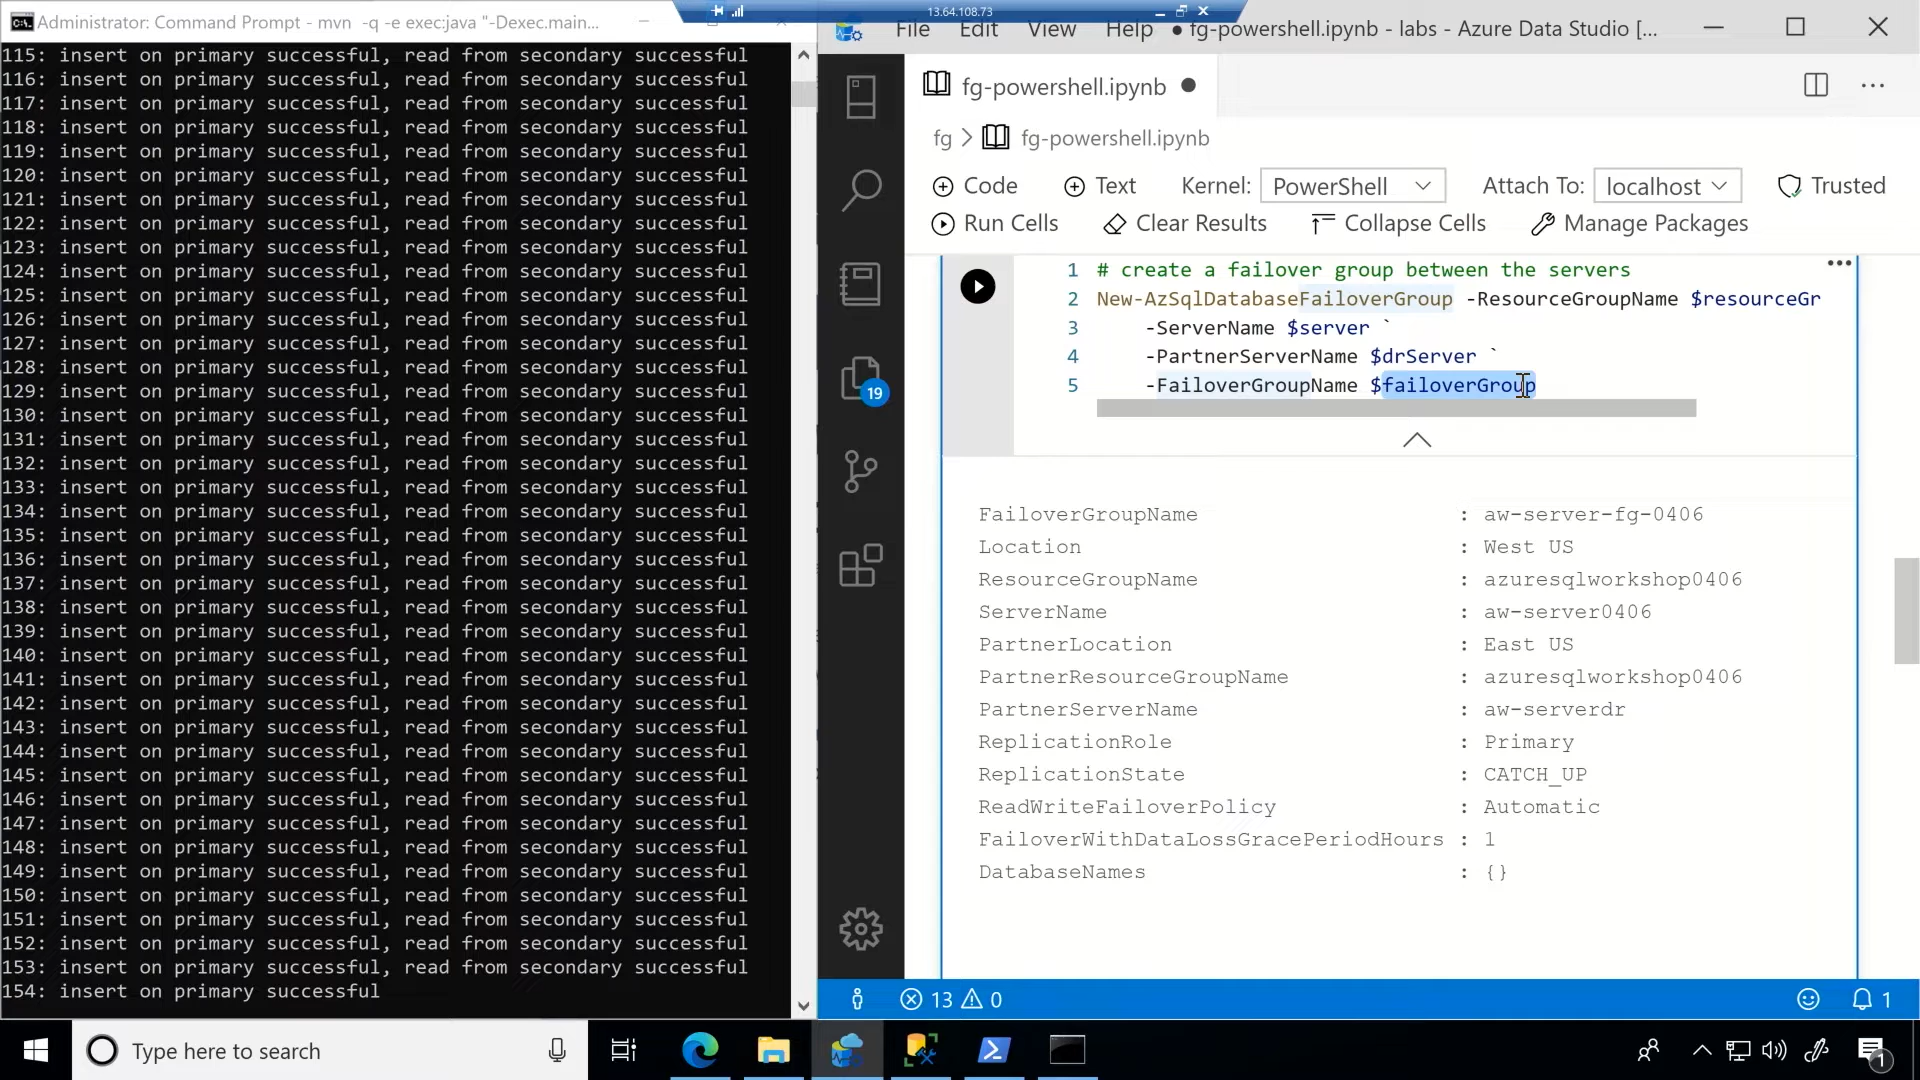 Administrator: Command Prompt - mvn  -q -e exec:java "-Dexec.main...
115: insert on primary successful, read from secondary successful
116: insert on primary successful, read from secondary successful
117: insert on primary successful, read from secondary successful
118: insert on primary successful, read from secondary successful
119: insert on primary successful, read from secondary successful
120: insert on primary successful, read from secondary successful
121: insert on primary successful, read from secondary successful
122: insert on primary successful, read from secondary successful
123: insert on primary successful, read from secondary successful
124: insert on primary successful, read from secondary successful
125: insert on primary successful, read from secondary successful
126: insert on primary successful, read from secondary successful
127: insert on primary successful, read from secondary successful
128: insert on primary successful, read from secondary successful
129: insert on primary successful, read from secondary successful
130: insert on primary successful, read from secondary successful
131: insert on primary successful, read from secondary successful
132: insert on primary successful, read from secondary successful
133: insert on primary successful, read from secondary successful
134: insert on primary successful, read from secondary successful
135: insert on primary successful, read from secondary successful
136: insert on primary successful, read from secondary successful
137: insert on primary successful, read from secondary successful
138: insert on primary successful, read from secondary successful
139: insert on primary successful, read from secondary successful
140: insert on primary successful, read from secondary successful
141: insert on primary successful, read from secondary successful
142: insert on primary successful, read from secondary successful
143: insert on primary successful, read from secondary successful
144: insert on primary successful, read from secondary successful
145: insert on primary successful, read from secondary successful
146: insert on primary successful, read from secondary successful
147: insert on primary successful, read from secondary successful
148: insert on primary successful, read from secondary successful
149: insert on primary successful, read from secondary successful
150: insert on primary successful, read from secondary successful
151: insert on primary successful, read from secondary successful
152: insert on primary successful, read from secondary successful
153: insert on primary successful, read from secondary successful
154: insert on primary successful
13.64.108.73
File Edit View Help ● fg-powershell.ipynb - labs - Azure Data Studio [...
fg-powershell.ipynb
fg > fg-powershell.ipynb
Code Text Kernel: PowerShell Attach To: localhost Trusted
Run Cells Clear Results Collapse Cells Manage Packages
1 # create a failover group between the servers
2 New-AzSqlDatabaseFailoverGroup -ResourceGroupName $resourceGr
3 -ServerName $server `
4 -PartnerServerName $drServer `
5 -FailoverGroupName $failoverGroup
FailoverGroupName : aw-server-fg-0406
Location : West US
ResourceGroupName : azuresqlworkshop0406
ServerName : aw-server0406
PartnerLocation : East US
PartnerResourceGroupName : azuresqlworkshop0406
PartnerServerName : aw-serverdr
ReplicationRole : Primary
ReplicationState : CATCH_UP
ReadWriteFailoverPolicy : Automatic
FailoverWithDataLossGracePeriodHours : 1
DatabaseNames : {}
19
13 0
1
Type here to search
1